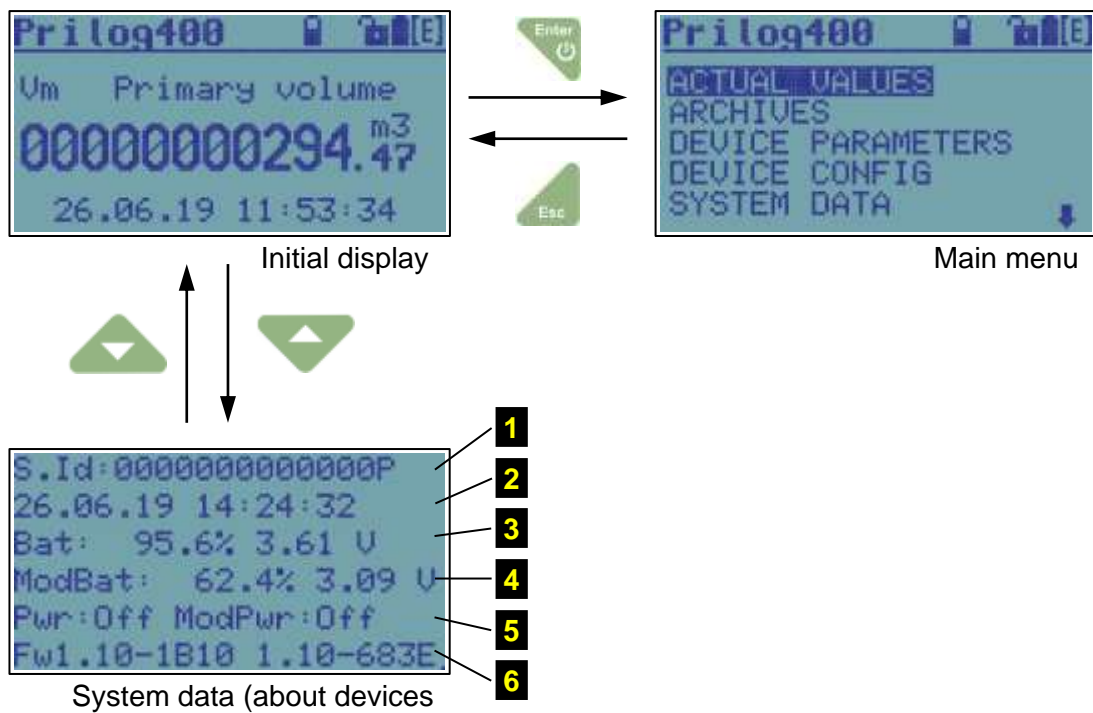 Prilog400 [E]
Vm Primary volume
00000000294.47 m3
26.06.19 11:53:34
Initial display
Enter
Esc
Prilog400 [E]
ACTUAL VALUES
ARCHIVES
DEVICE PARAMETERS
DEVICE CONFIG
SYSTEM DATA
Main menu
S.Id:0000000000000P
26.06.19 14:24:32
Bat: 95.6% 3.61 V
ModBat: 62.4% 3.09 V
Pwr:Off ModPwr:Off
Fw1.10-1B10 1.10-683E
1
2
3
4
5
6
System data (about devices